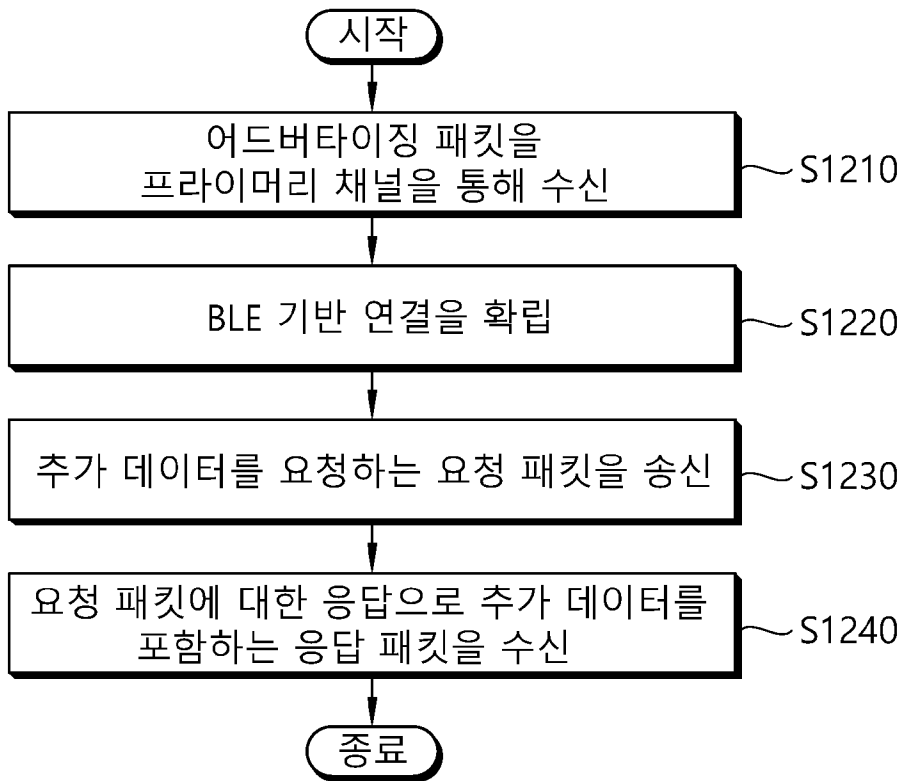 시작
어드버타이징 패킷을
프라이머리 채널을 통해 수신
S1210
BLE 기반 연결을 확립
S1220
추가 데이터를 요청하는 요청 패킷을 송신
S1230
요청 패킷에 대한 응답으로 추가 데이터를
포함하는 응답 패킷을 수신
S1240
종료